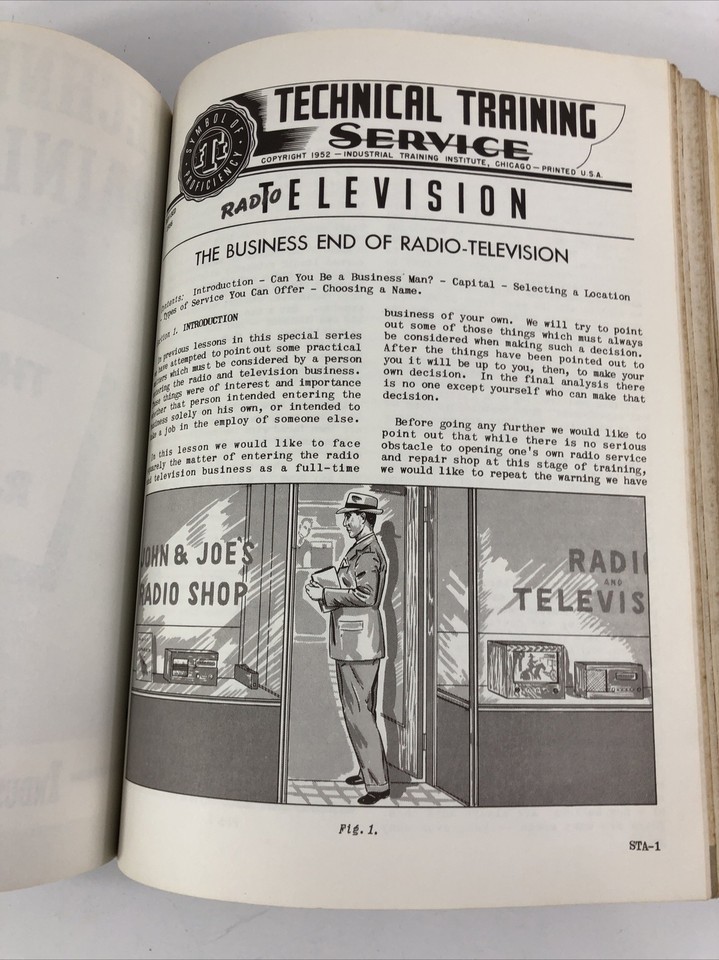 TECHNICAL TRAINING
SERVICE
SYMBOL OF PROFICIENCY
COPYRIGHT 1952 — INDUSTRIAL TRAINING INSTITUTE, CHICAGO — PRINTED U.S.A.
RADIO TELEVISION
THE BUSINESS END OF RADIO-TELEVISION
Introduction - Can You Be a Business Man? - Capital - Selecting a Location
- Types of Service You Can Offer - Choosing a Name.
1. INTRODUCTION
In previous lessons in this special series
have attempted to point out some practical
which must be considered by a person
the radio and television business.
things were of interest and importance
that person intended entering the
solely on his own, or intended to
a job in the employ of someone else.
In this lesson we would like to face
the matter of entering the radio
television business as a full-time
business of your own. We will try to point
out some of those things which must always
be considered when making such a decision.
After the things have been pointed out to
you it will be up to you, then, to make your
own decision. In the final analysis there
is no one except yourself who can make that
decision.
Before going any further we would like to
point out that while there is no serious
obstacle to opening one's own radio service
and repair shop at this stage of training,
we would like to repeat the warning we have
JOHN & JOE'S
RADIO SHOP
RADI
AND
TELEVIS
Fig. 1.
STA-1